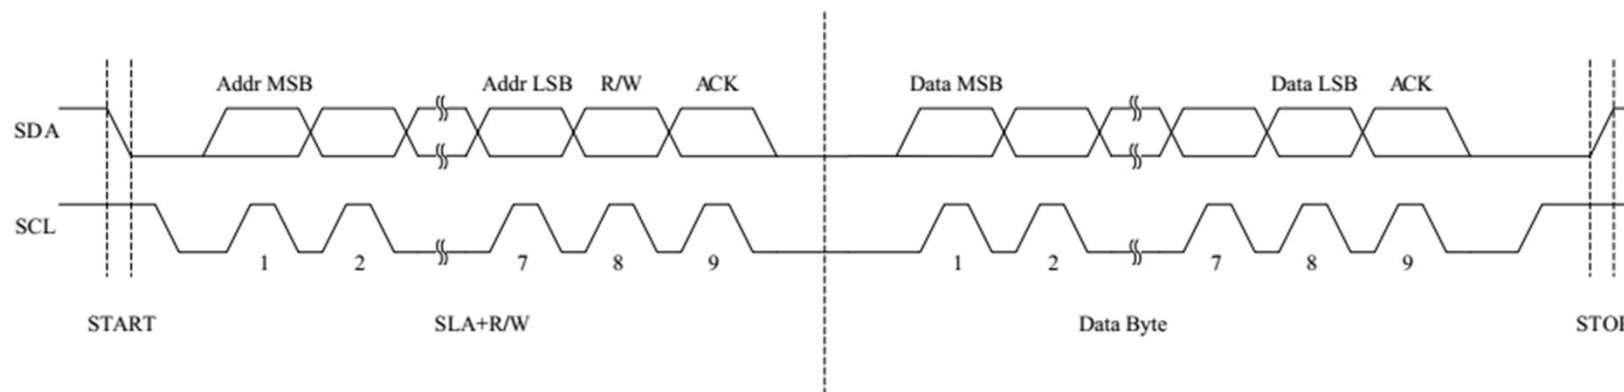 Addr MSB Addr LSB R/W ACK Data MSB Data LSB ACK
SDA
SCL
1 2 7 8 9 1 2 7 8 9
START SLA+R/W Data Byte STO